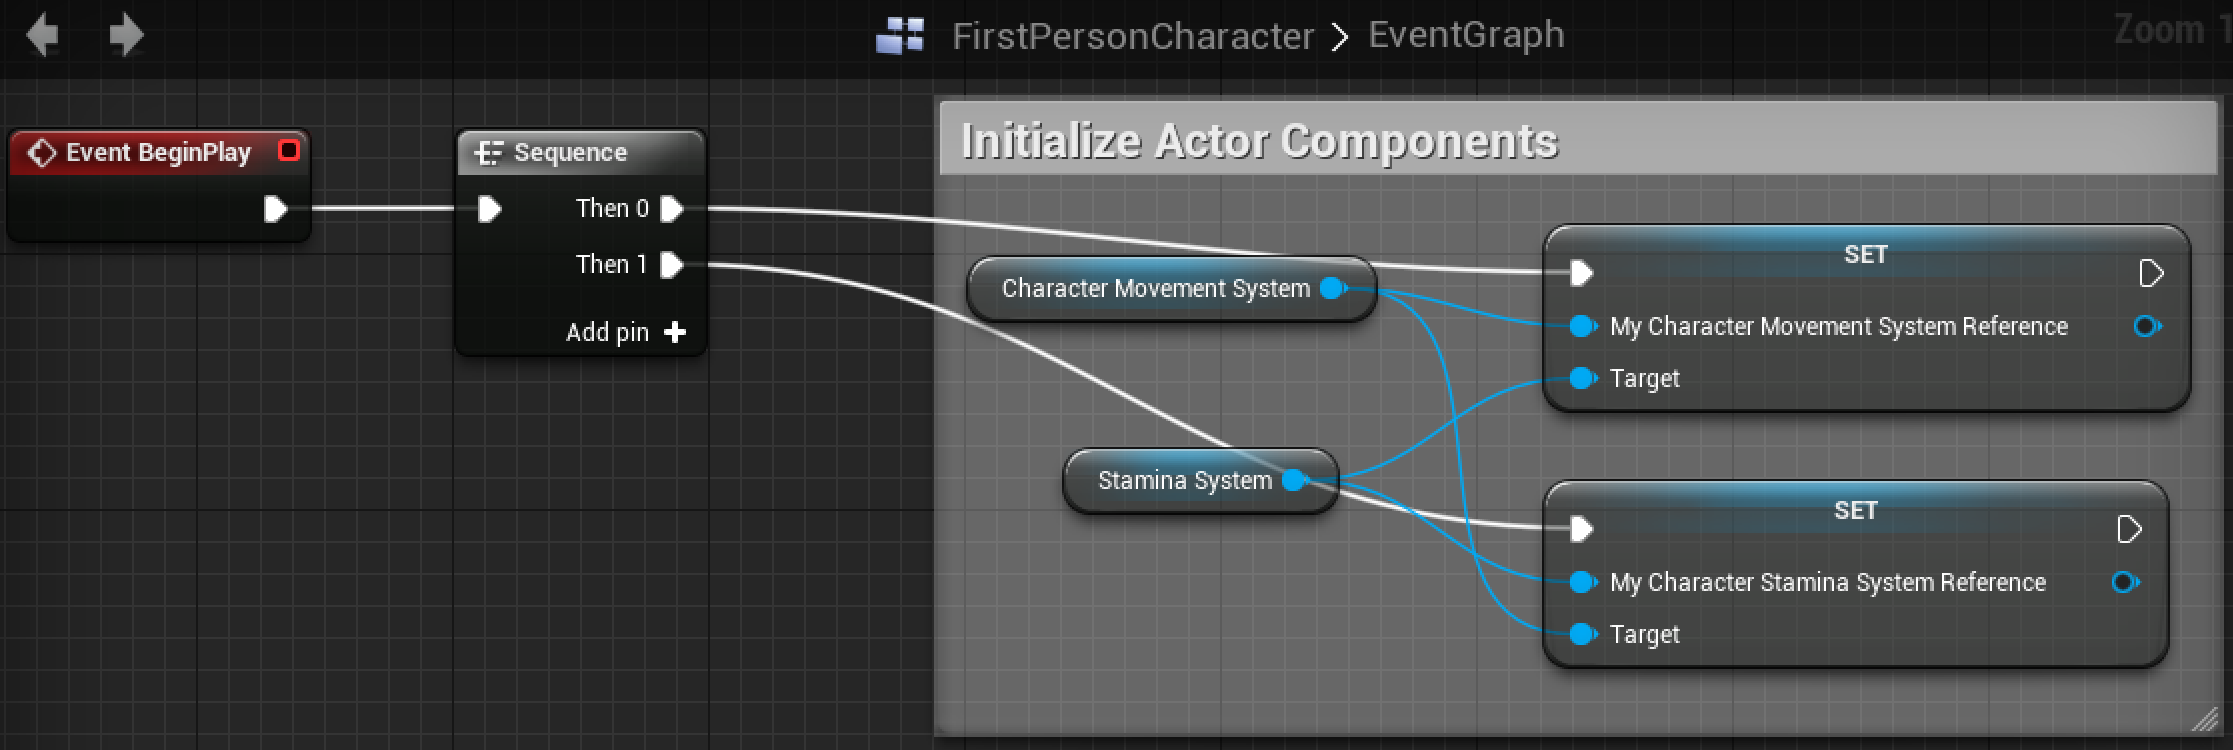 FirstPersonCharacter > EventGraph
Zoom 1
Event BeginPlay
Sequence
Then 0
Then 1
Add pin
Initialize Actor Components
Character Movement System
Stamina System
SET
My Character Movement System Reference
Target
SET
My Character Stamina System Reference
Target